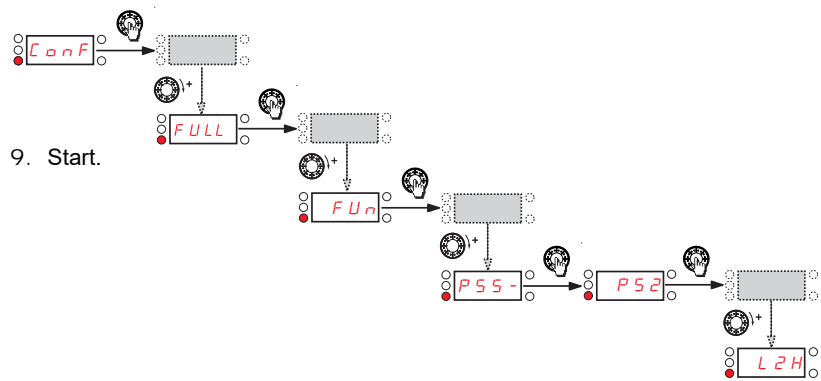 ConF
+
FULL
9. Start.
+
FUn
+
PSS-
PS2
+
L2H